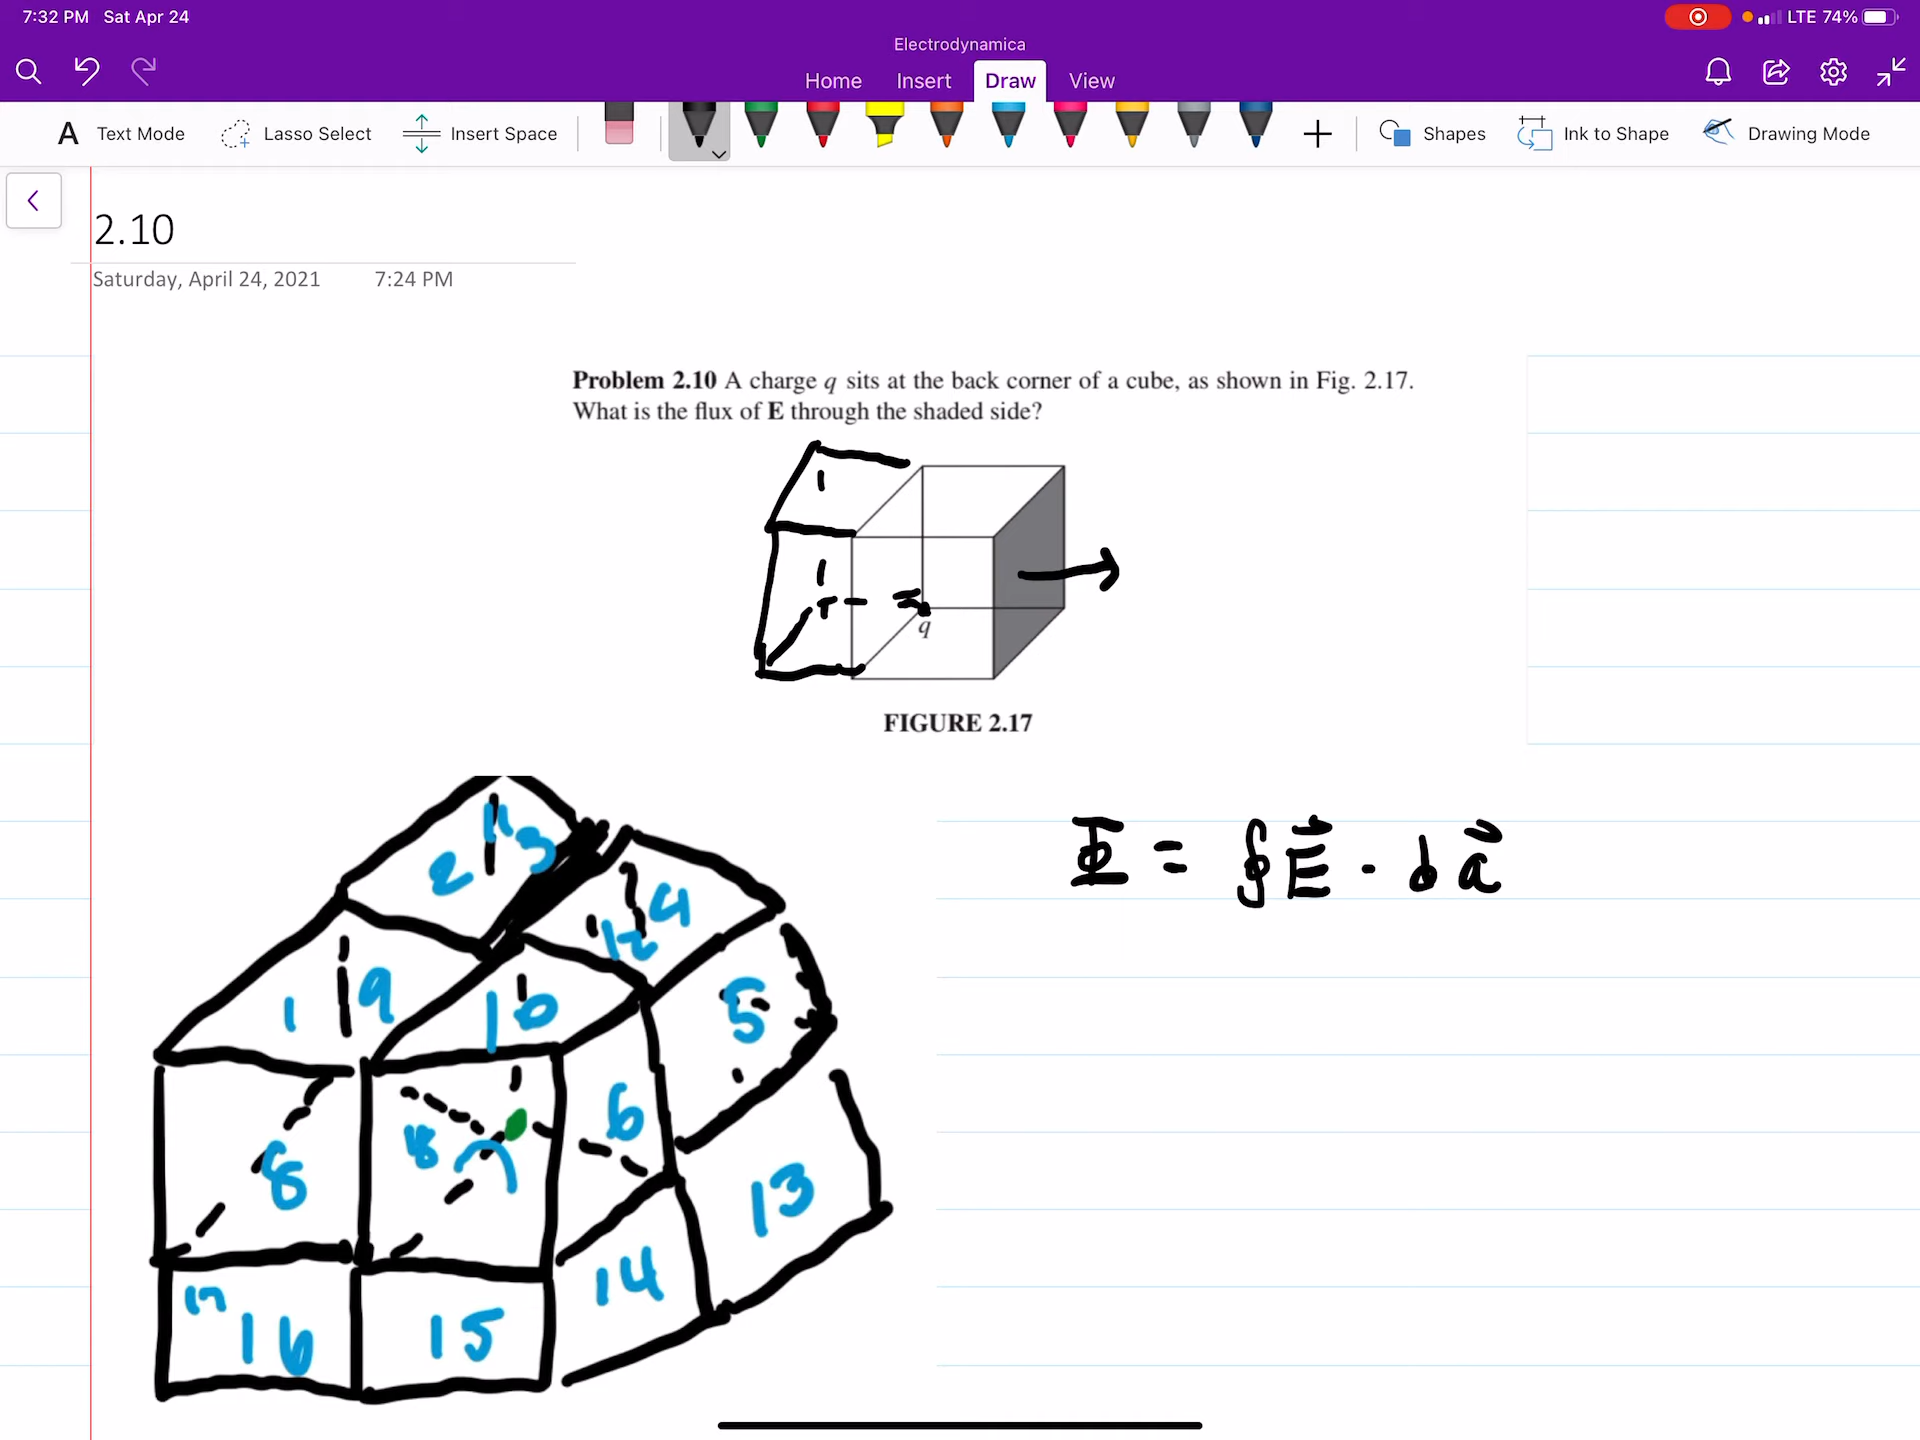 7:32 PM Sat Apr 24
LTE 74%
Electrodynamica
Home Insert Draw View
A Text Mode Lasso Select Insert Space Shapes Ink to Shape Drawing Mode
2.10
Saturday, April 24, 2021 7:24 PM
Problem 2.10 A charge q sits at the back corner of a cube, as shown in Fig. 2.17.
What is the flux of E through the shaded side?
q
FIGURE 2.17
2 11 3
12 4
1 9 10 5
8 18 7 6
13
14
17 16 15
Φ = ∮ E⃗ · d a⃗